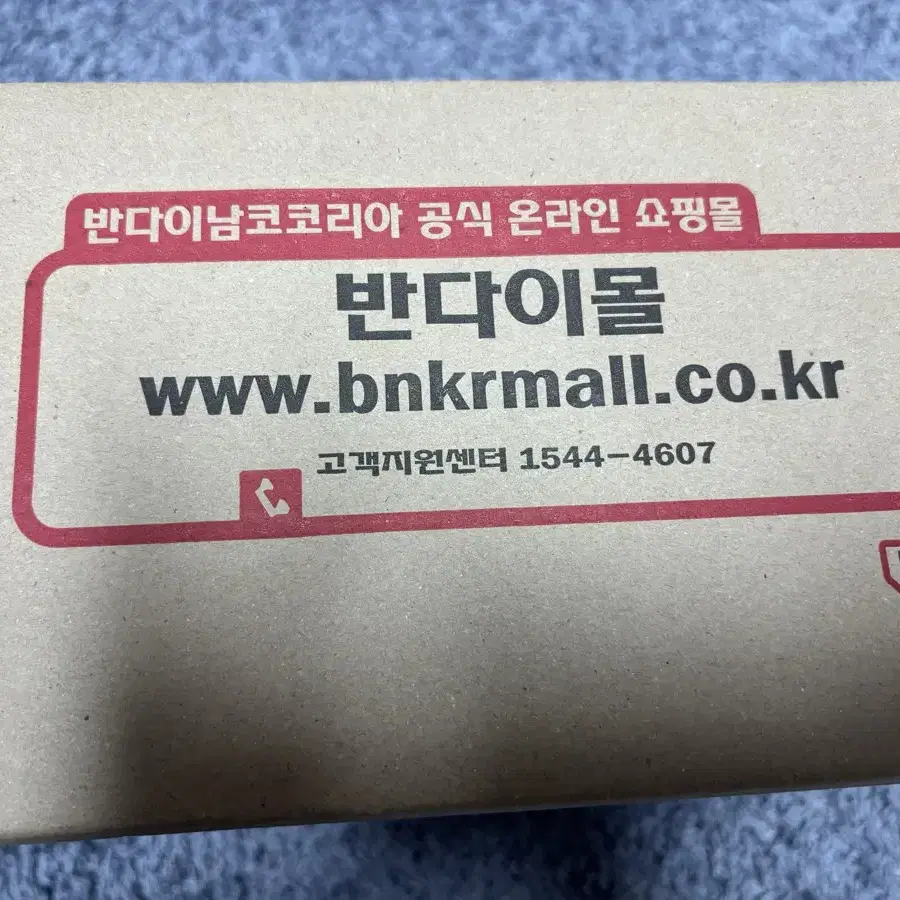 반다이남코코리아 공식 온라인 쇼핑몰
반다이몰
www.bnkrmall.co.kr
고객지원센터 1544-4607